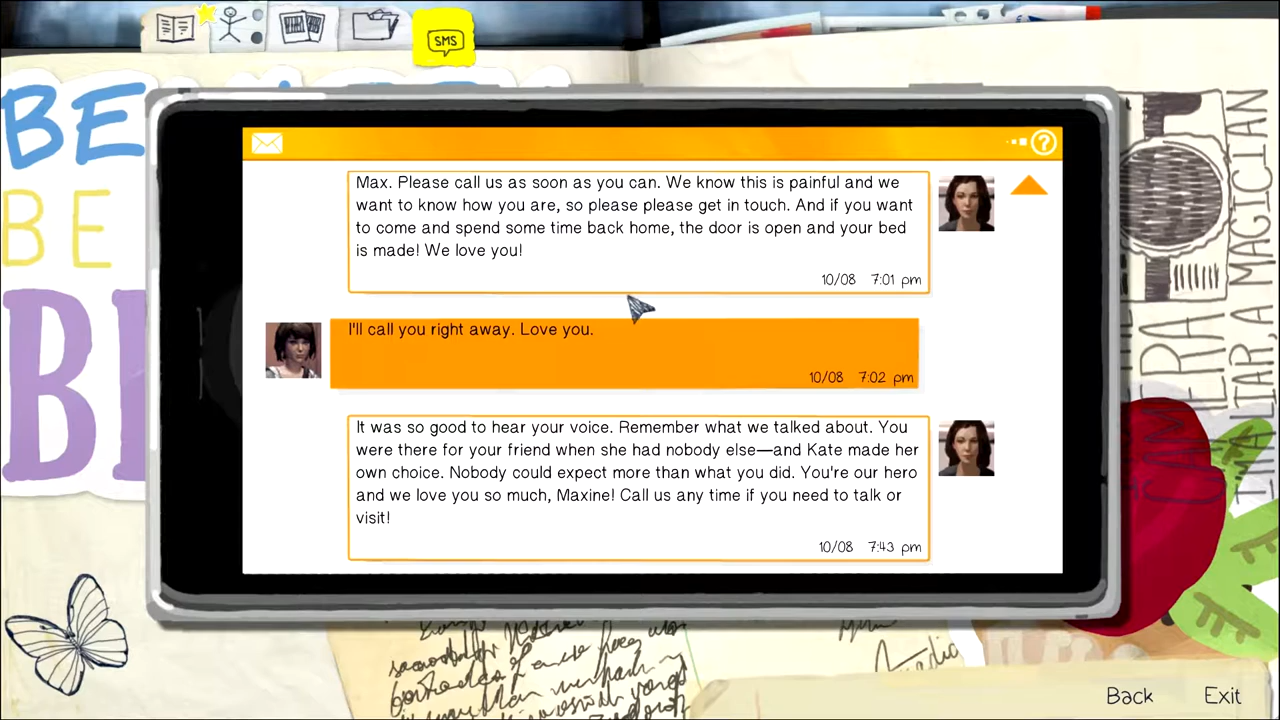 SMS
BE
Max. Please call us as soon as you can. We know this is painful and we
want to know how you are, so please please get in touch. And if you want
to come and spend some time back home, the door is open and your bed
is made! We love you!
10/08 7:01 pm
I'll call you right away. Love you.
10/08 7:02 pm
It was so good to hear your voice. Remember what we talked about. You
were there for your friend when she had nobody else—and Kate made her
own choice. Nobody could expect more than what you did. You're our hero
and we love you so much, Maxine! Call us any time if you need to talk or
visit!
10/08 7:43 pm
BE
CAMERA
A MAGICIAN
Back Exit